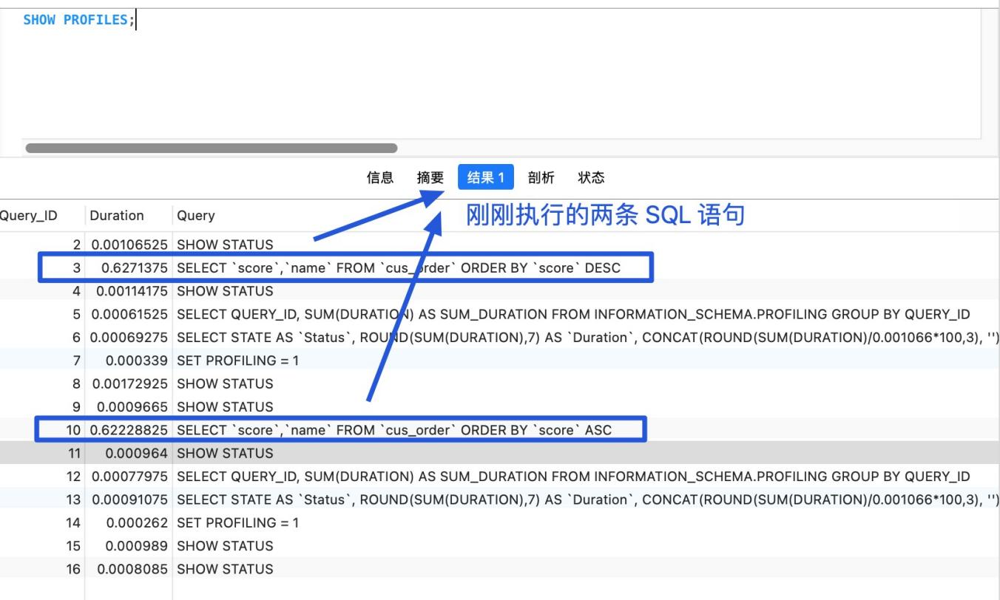 SHOW PROFILES;
信息 摘要 结果 1 剖析 状态
刚刚执行的两条 SQL 语句
Query_ID Duration Query
2 0.00106525 SHOW STATUS
3 0.6271375 SELECT `score`,`name` FROM `cus_order` ORDER BY `score` DESC
4 0.00114175 SHOW STATUS
5 0.00061525 SELECT QUERY_ID, SUM(DURATION) AS SUM_DURATION FROM INFORMATION_SCHEMA.PROFILING GROUP BY QUERY_ID
6 0.00069275 SELECT STATE AS `Status`, ROUND(SUM(DURATION),7) AS `Duration`, CONCAT(ROUND(SUM(DURATION)/0.001066*100,3), '')
7 0.000339 SET PROFILING = 1
8 0.00172925 SHOW STATUS
9 0.0009665 SHOW STATUS
10 0.62228825 SELECT `score`,`name` FROM `cus_order` ORDER BY `score` ASC
11 0.000964 SHOW STATUS
12 0.00077975 SELECT QUERY_ID, SUM(DURATION) AS SUM_DURATION FROM INFORMATION_SCHEMA.PROFILING GROUP BY QUERY_ID
13 0.00091075 SELECT STATE AS `Status`, ROUND(SUM(DURATION),7) AS `Duration`, CONCAT(ROUND(SUM(DURATION)/0.001066*100,3), '')
14 0.000262 SET PROFILING = 1
15 0.000989 SHOW STATUS
16 0.0008085 SHOW STATUS